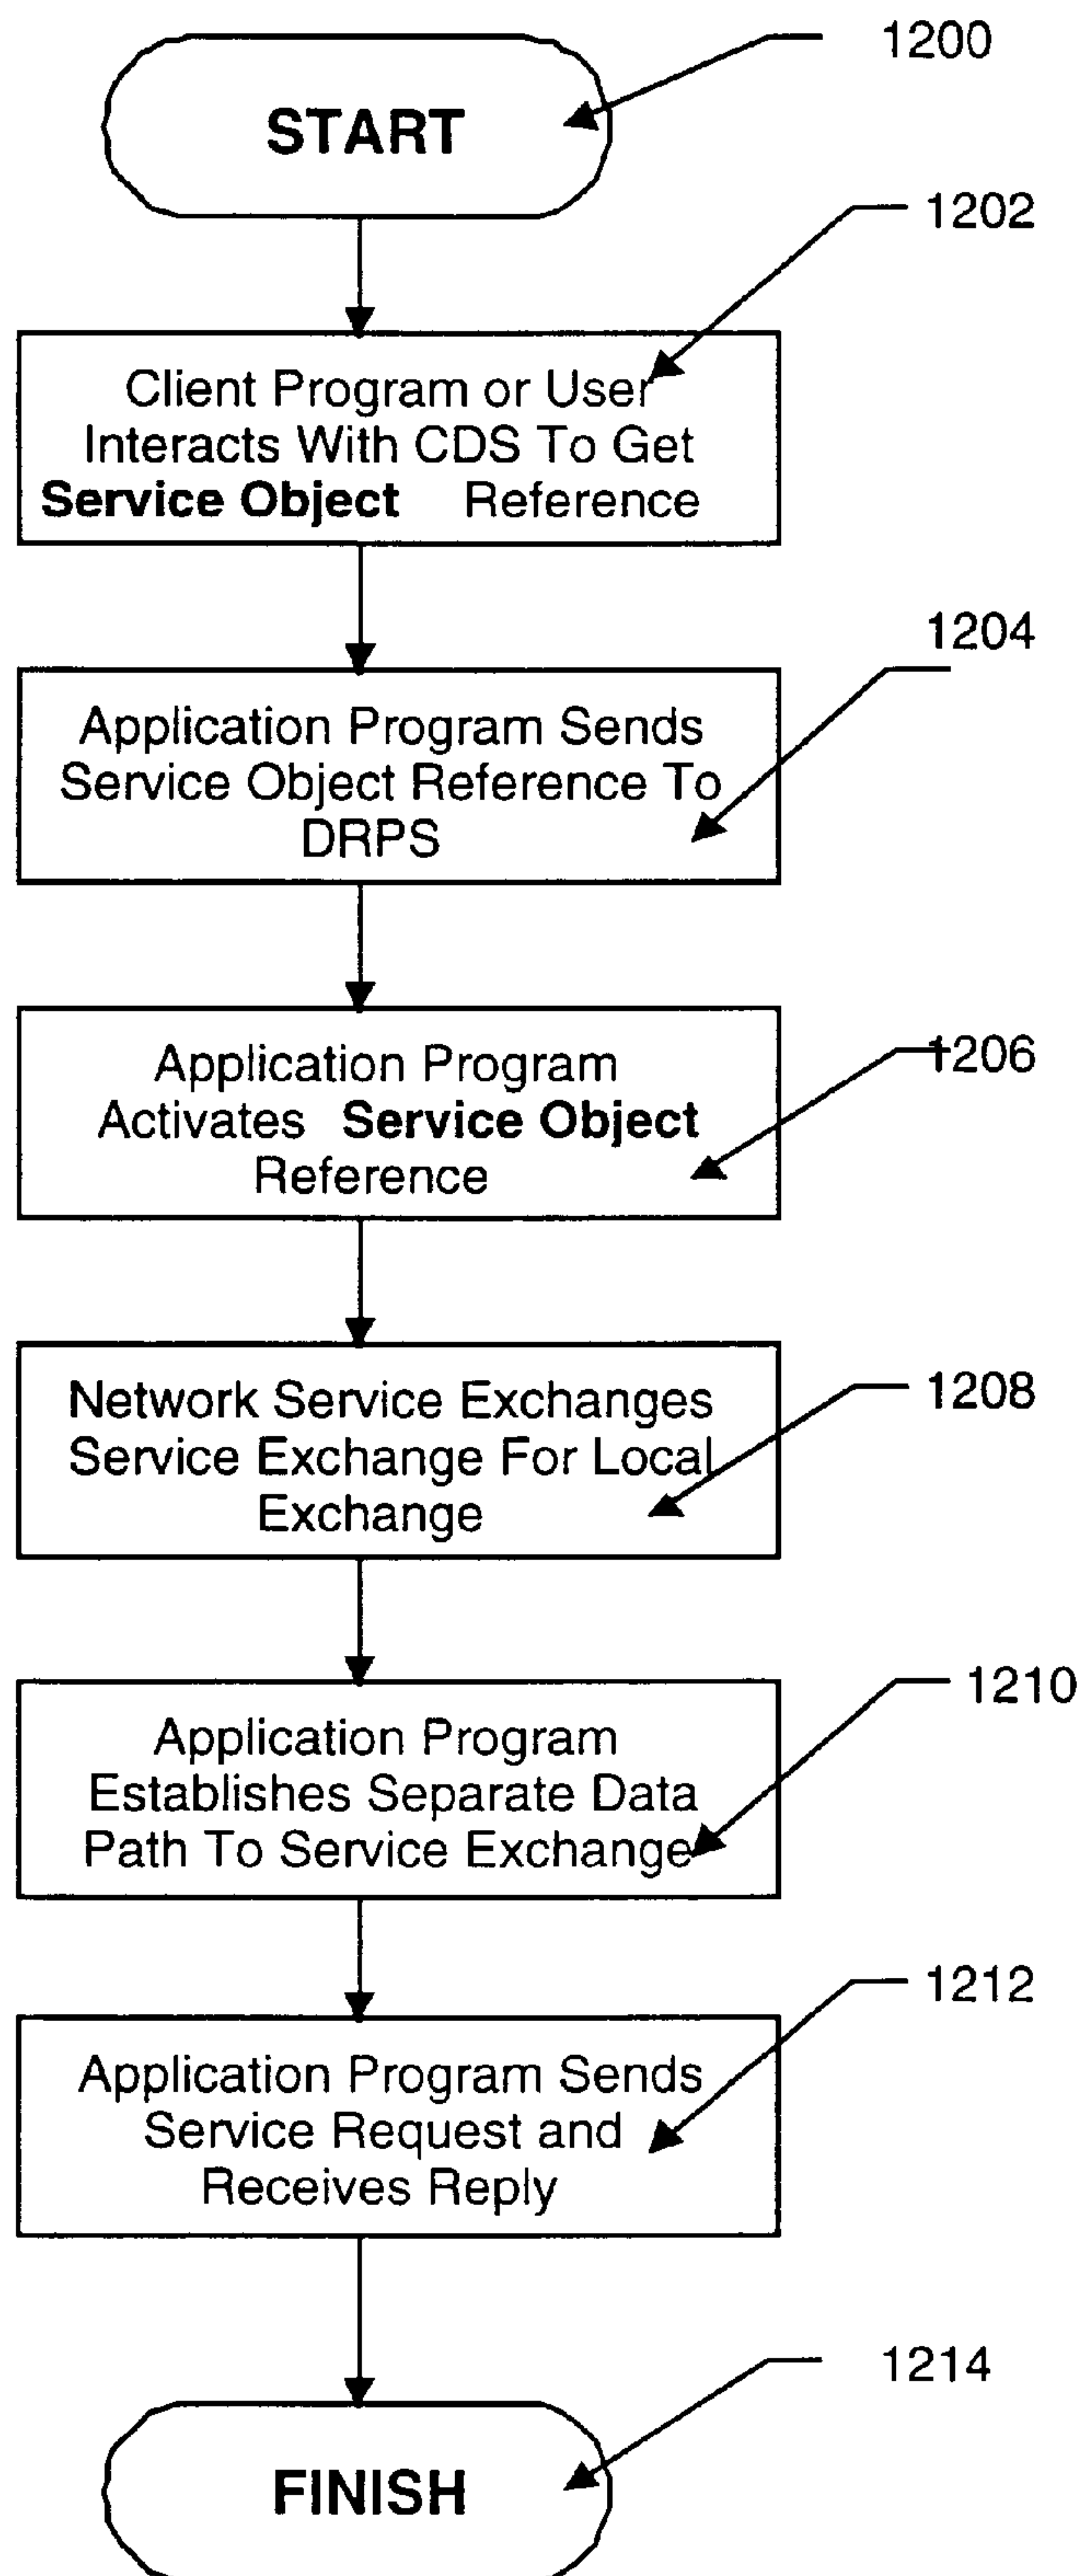 START
1200
1202
Client Program or User
Interacts With CDS To Get
Service Object Reference
1204
Application Program Sends
Service Object Reference To
DRPS
1206
Application Program
Activates Service Object
Reference
1208
Network Service Exchanges
Service Exchange For Local
Exchange
1210
Application Program
Establishes Separate Data
Path To Service Exchange
1212
Application Program Sends
Service Request and
Receives Reply
1214
FINISH